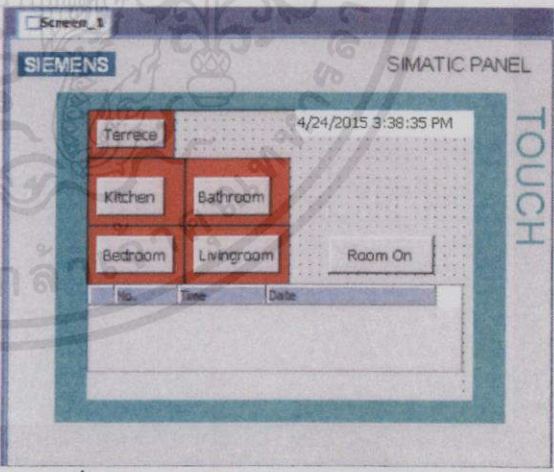 Screen_1
SIEMENS
SIMATIC PANEL
TOUCH
4/24/2015 3:38:35 PM
Terrece
Kitchen
Bathroom
Bedroom
Livingroom
Room On
No.
Time
Date